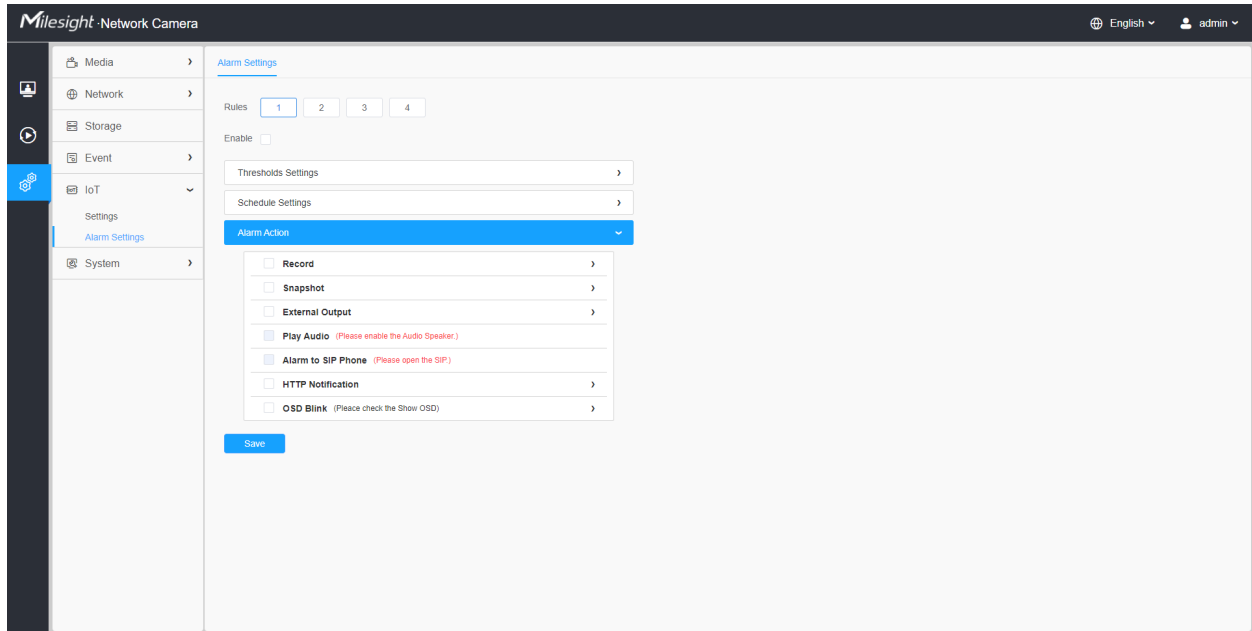 Milesight · Network Camera
English
admin
Media
Network
Storage
Event
IoT
Settings
Alarm Settings
System
Alarm Settings
Rules 1 2 3 4
Enable
Thresholds Settings
Schedule Settings
Alarm Action
Record
Snapshot
External Output
Play Audio (Please enable the Audio Speaker.)
Alarm to SIP Phone (Please open the SIP.)
HTTP Notification
OSD Blink (Pleace check the Show OSD)
Save